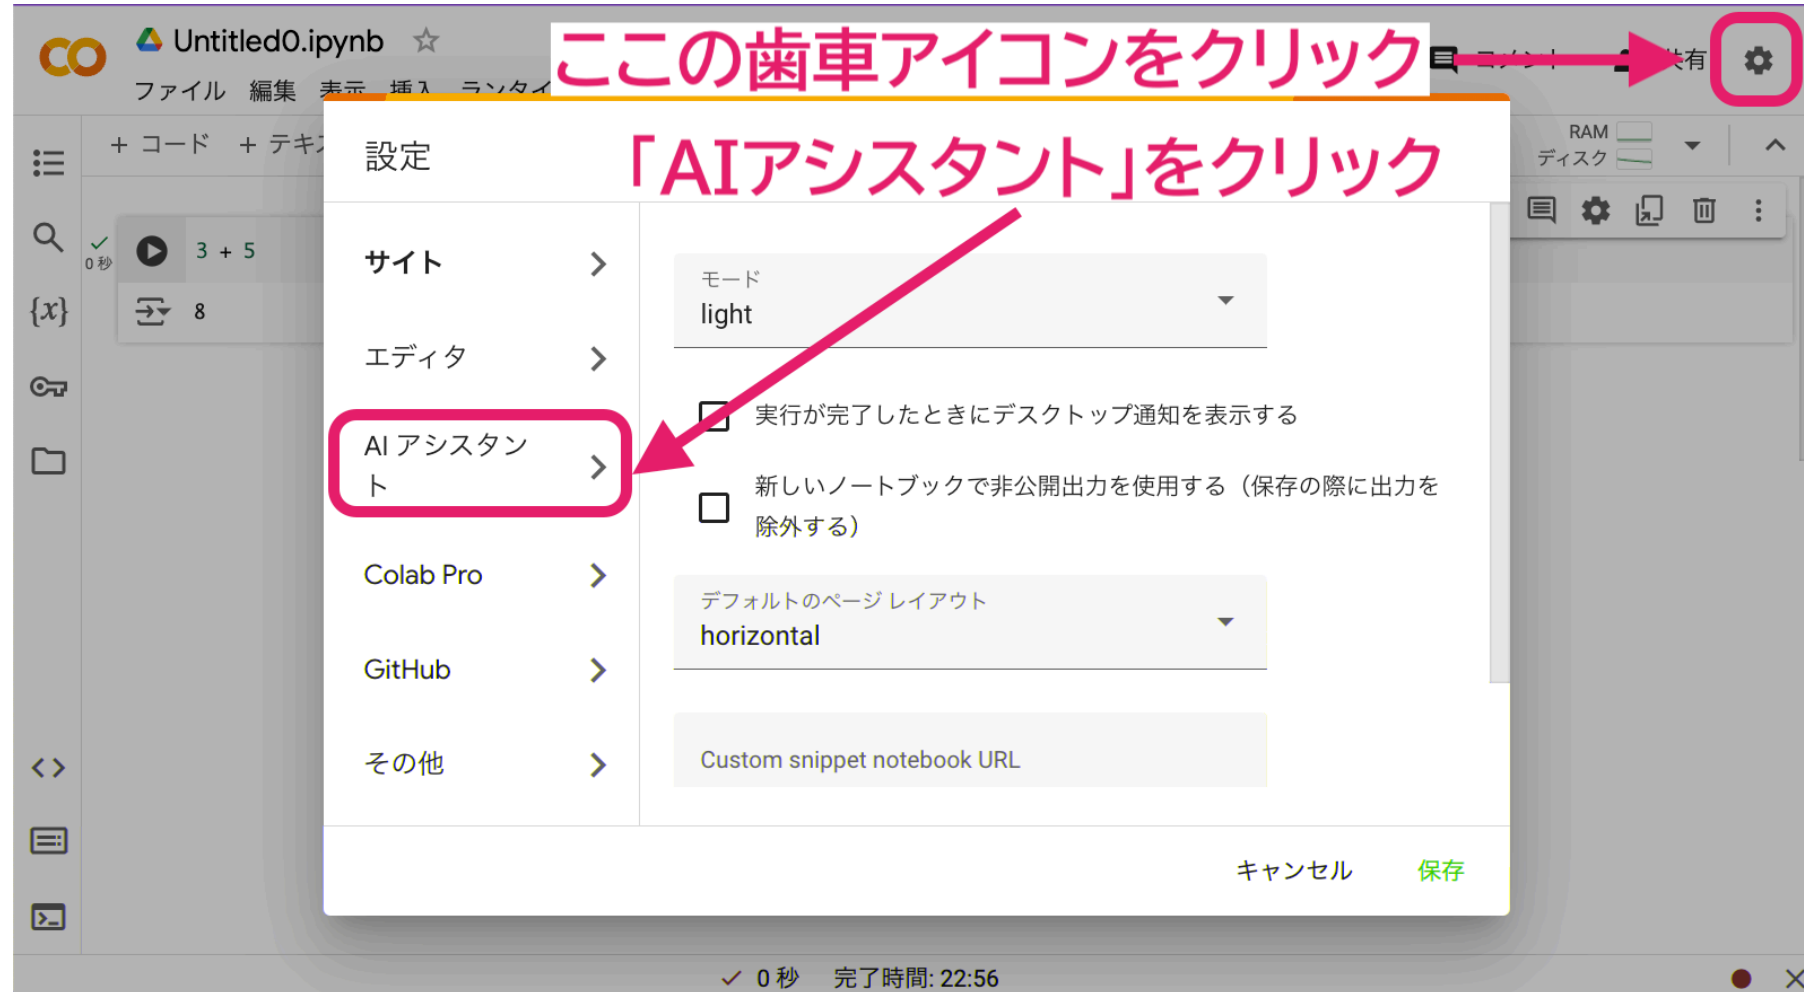 Untitled0.ipynb
ここの歯車アイコンをクリック
共有
ファイル 編集 表示 挿入 ランタイ
+ コード + テキス
設定
「AIアシスタント」をクリック
RAM
ディスク
サイト
エディタ
AI アシスタン
ト
Colab Pro
GitHub
その他
0 秒
3 + 5
8
{x}
モード
light
実行が完了したときにデスクトップ通知を表示する
新しいノートブックで非公開出力を使用する（保存の際に出力を
除外する）
デフォルトのページ レイアウト
horizontal
Custom snippet notebook URL
キャンセル 保存
0 秒 完了時間: 22:56